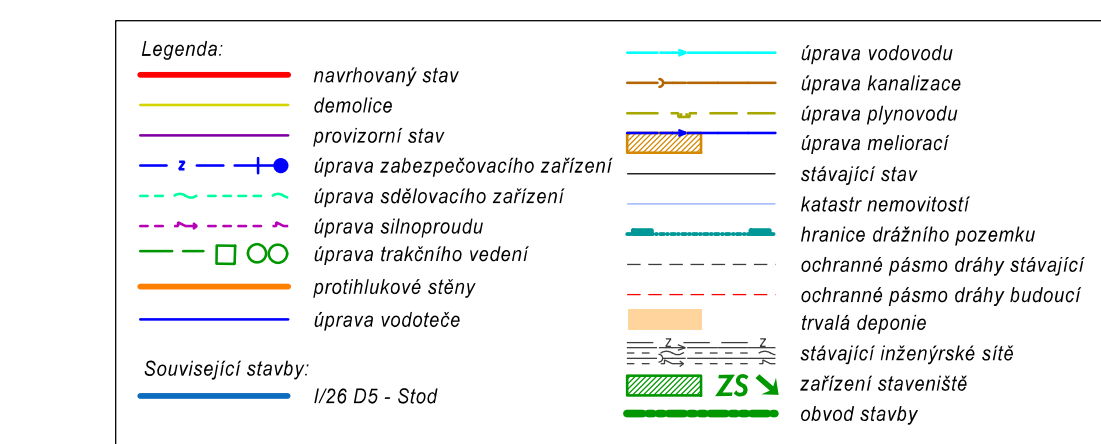 Legenda:
navrhovaný stav
demolice
provizorní stav
z úprava zabezpečovacího zařízení
úprava sdělovacího zařízení
úprava silnoproudu
úprava trakčního vedení
protihlukové stěny
úprava vodoteče
Související stavby:
I/26 D5 - Stod
úprava vodovodu
úprava kanalizace
úprava plynovodu
úprava meliorací
stávající stav
katastr nemovitostí
hranice drážního pozemku
ochranné pásmo dráhy stávající
ochranné pásmo dráhy budoucí
trvalá deponie
z z stávající inženýrské sítě
ZS zařízení staveniště
obvod stavby